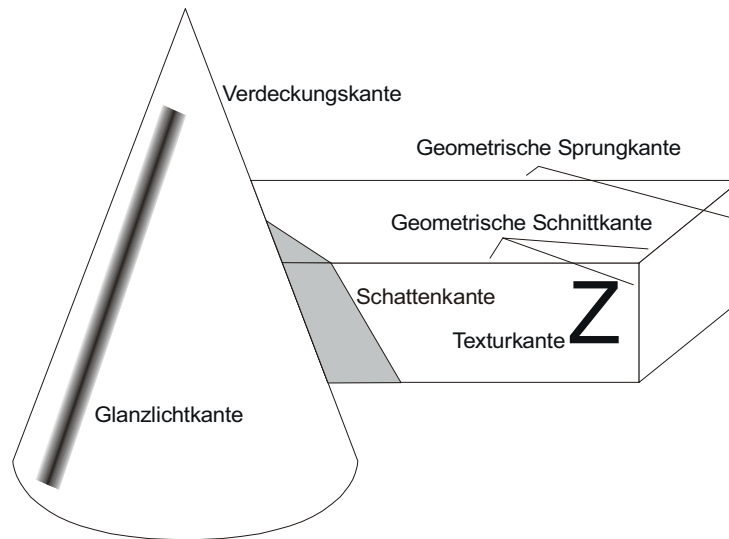 Verdeckungskante
Geometrische Sprungkante
Geometrische Schnittkante
Schattenkante
Texturkante Z
Glanzlichtkante